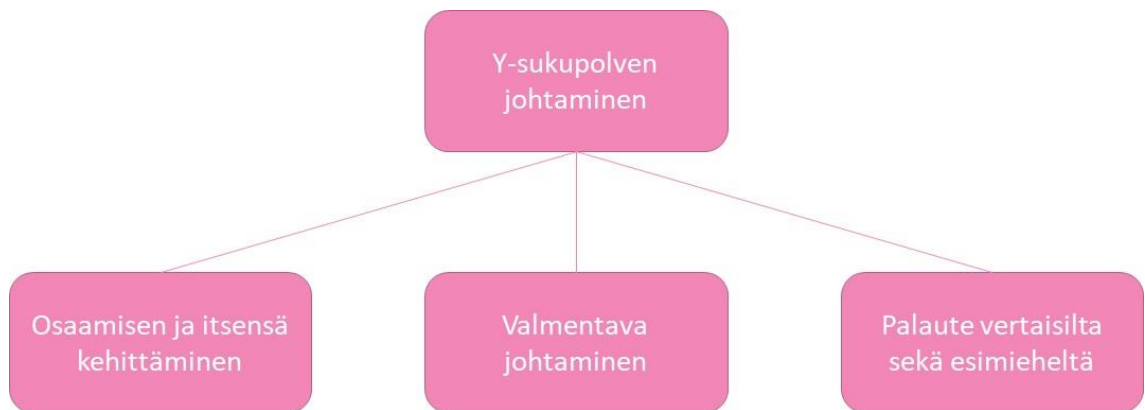 Y-sukupolven
johtaminen
Osaamisen ja itsensä
kehittäminen
Valmentava
johtaminen
Palaute vertaisilta
sekä esimieheltä